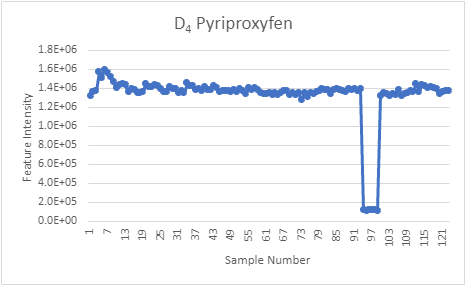 D4 Pyriproxyfen
1.8E+06
1.6E+06
1.4E+06
1.2E+06
1.0E+06
8.0E+05
6.0E+05
4.0E+05
2.0E+05
0.0E+00
Feature Intensity
1 7 13 19 25 31 37 43 49 55 61 67 73 79 85 91 97 103 109 115 121
Sample Number